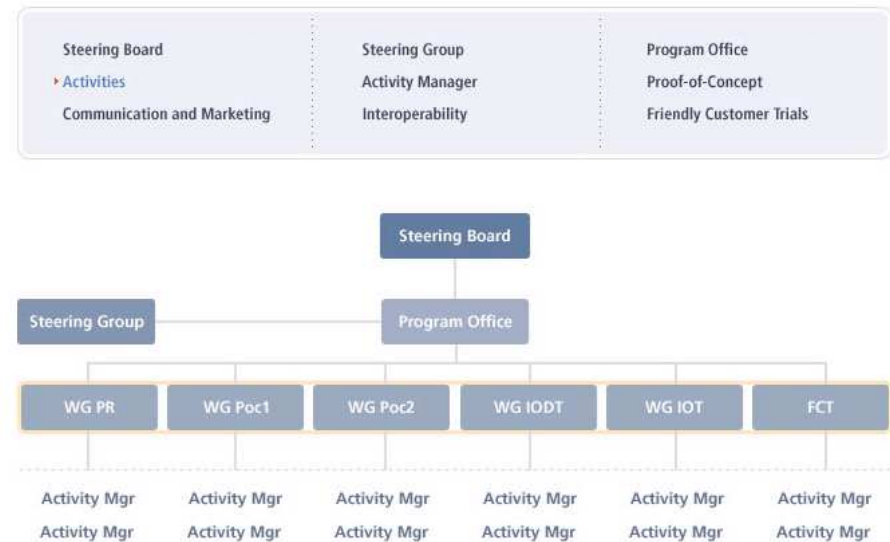 Steering Board Steering Group Program Office
Activities Activity Manager Proof-of-Concept
Communication and Marketing Interoperability Friendly Customer Trials
Steering Board
Steering Group Program Office
WG PR WG Poc1 WG Poc2 WG IODT WG IOT FCT
Activity Mgr Activity Mgr Activity Mgr Activity Mgr Activity Mgr Activity Mgr
Activity Mgr Activity Mgr Activity Mgr Activity Mgr Activity Mgr Activity Mgr